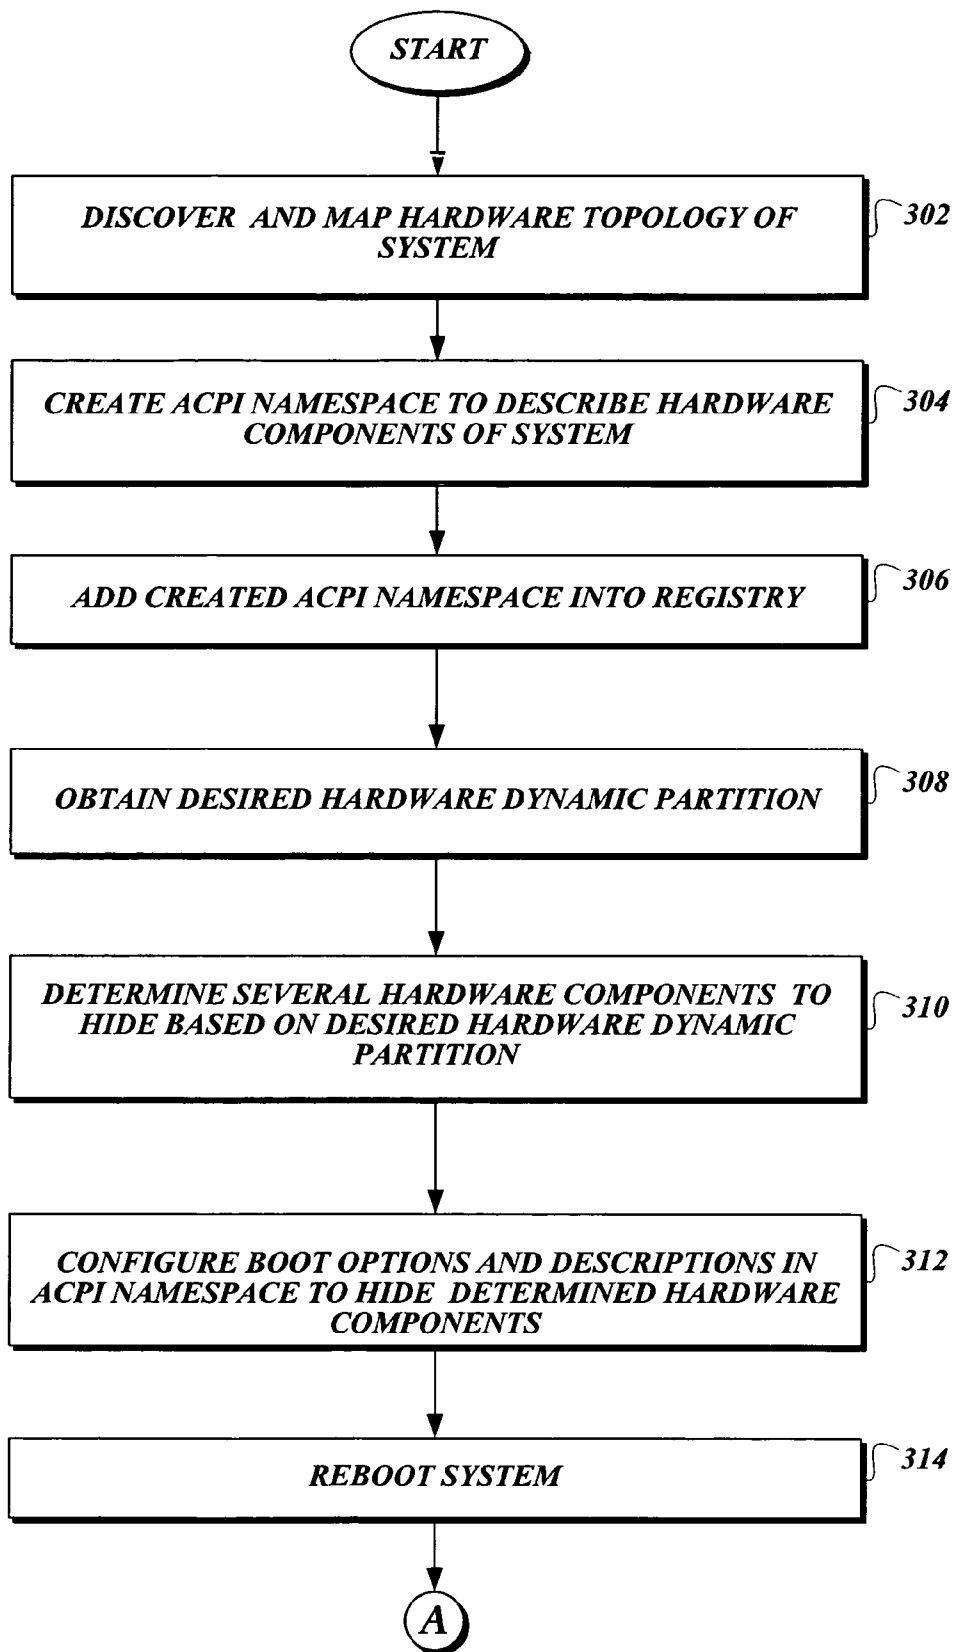 START
DISCOVER AND MAP HARDWARE TOPOLOGY OF
SYSTEM
302
CREATE ACPI NAMESPACE TO DESCRIBE HARDWARE
COMPONENTS OF SYSTEM
304
ADD CREATED ACPI NAMESPACE INTO REGISTRY
306
OBTAIN DESIRED HARDWARE DYNAMIC PARTITION
308
DETERMINE SEVERAL HARDWARE COMPONENTS TO
HIDE BASED ON DESIRED HARDWARE DYNAMIC
PARTITION
310
CONFIGURE BOOT OPTIONS AND DESCRIPTIONS IN
ACPI NAMESPACE TO HIDE DETERMINED HARDWARE
COMPONENTS
312
REBOOT SYSTEM
314
A